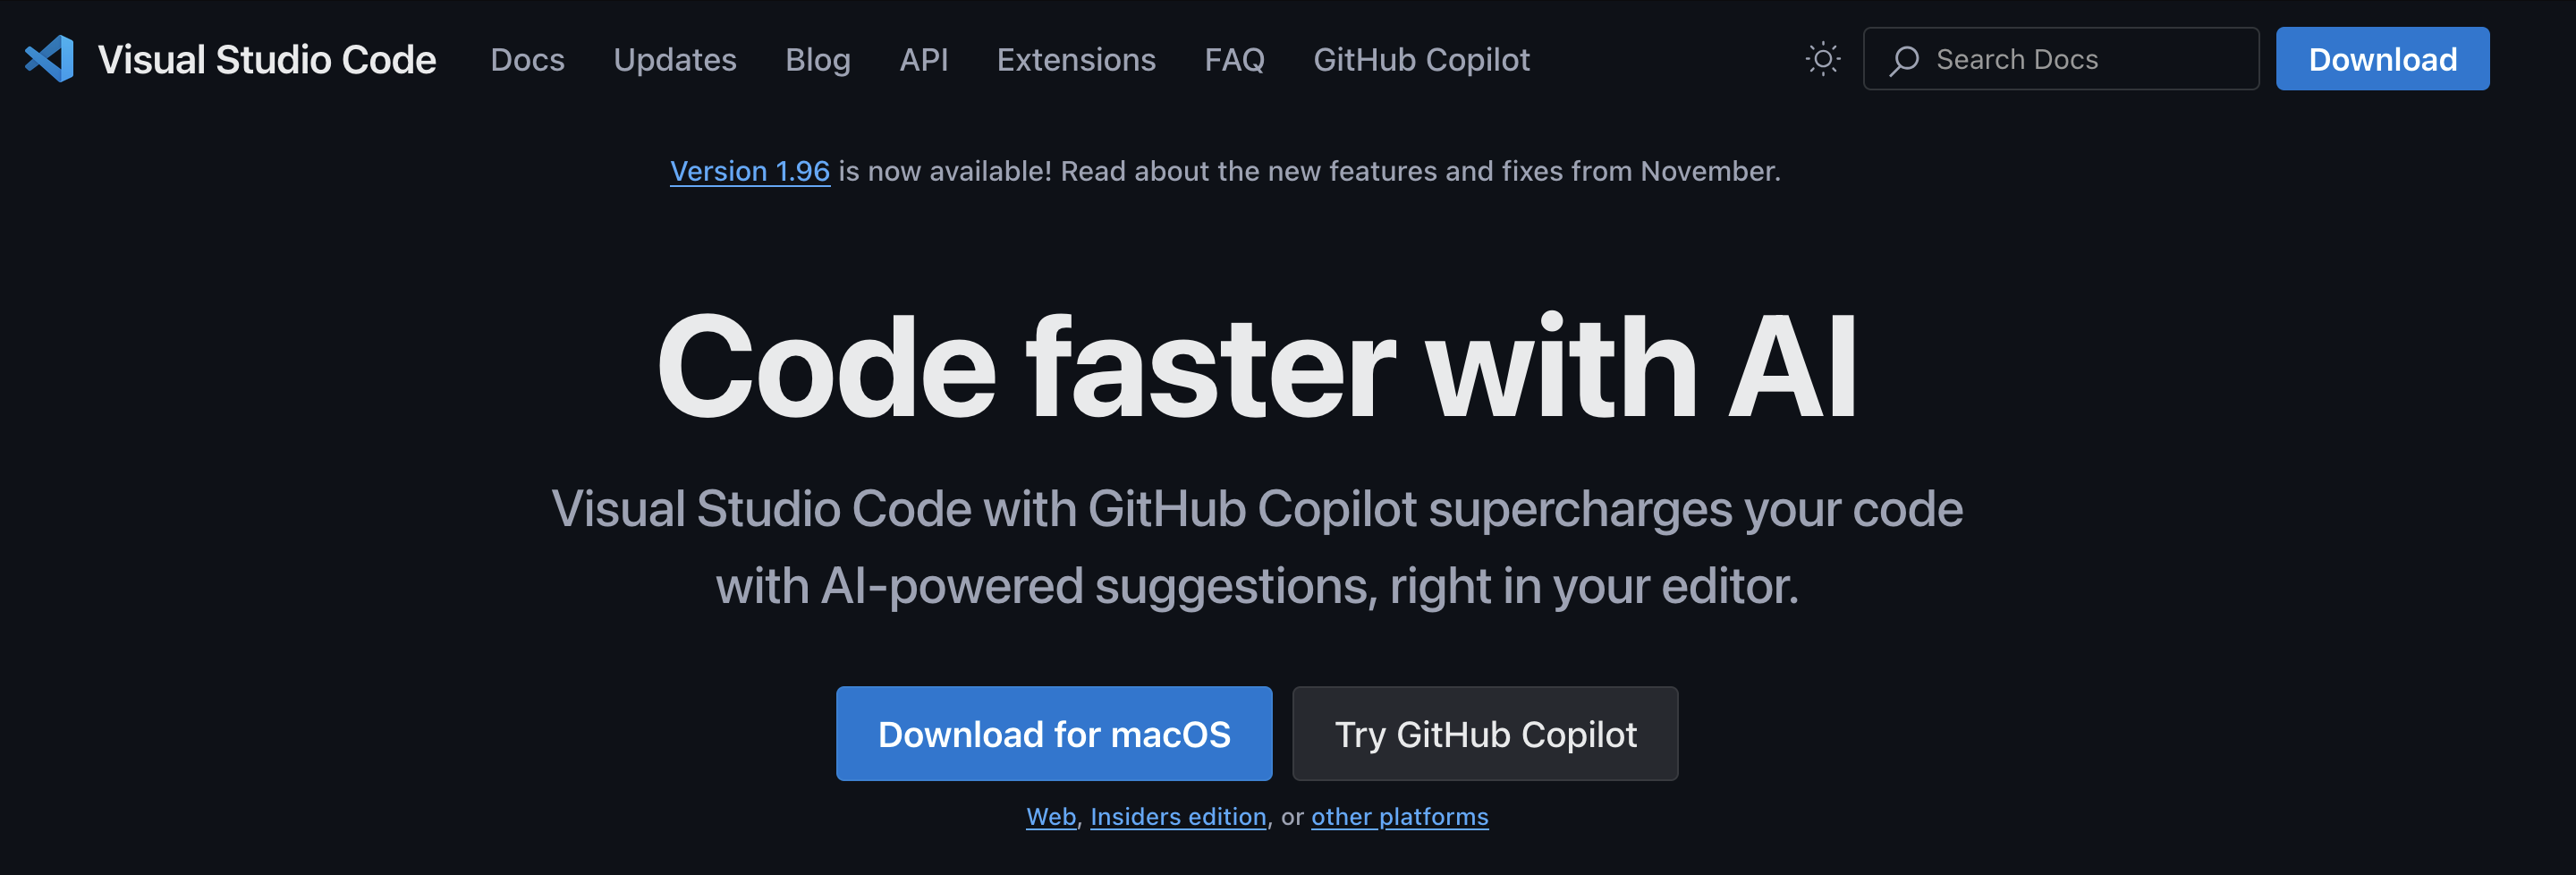 Visual Studio Code Docs Updates Blog API Extensions FAQ GitHub Copilot Search Docs Download
Version 1.96 is now available! Read about the new features and fixes from November.
Code faster with AI
Visual Studio Code with GitHub Copilot supercharges your code
with AI-powered suggestions, right in your editor.
Download for macOS Try GitHub Copilot
Web, Insiders edition, or other platforms